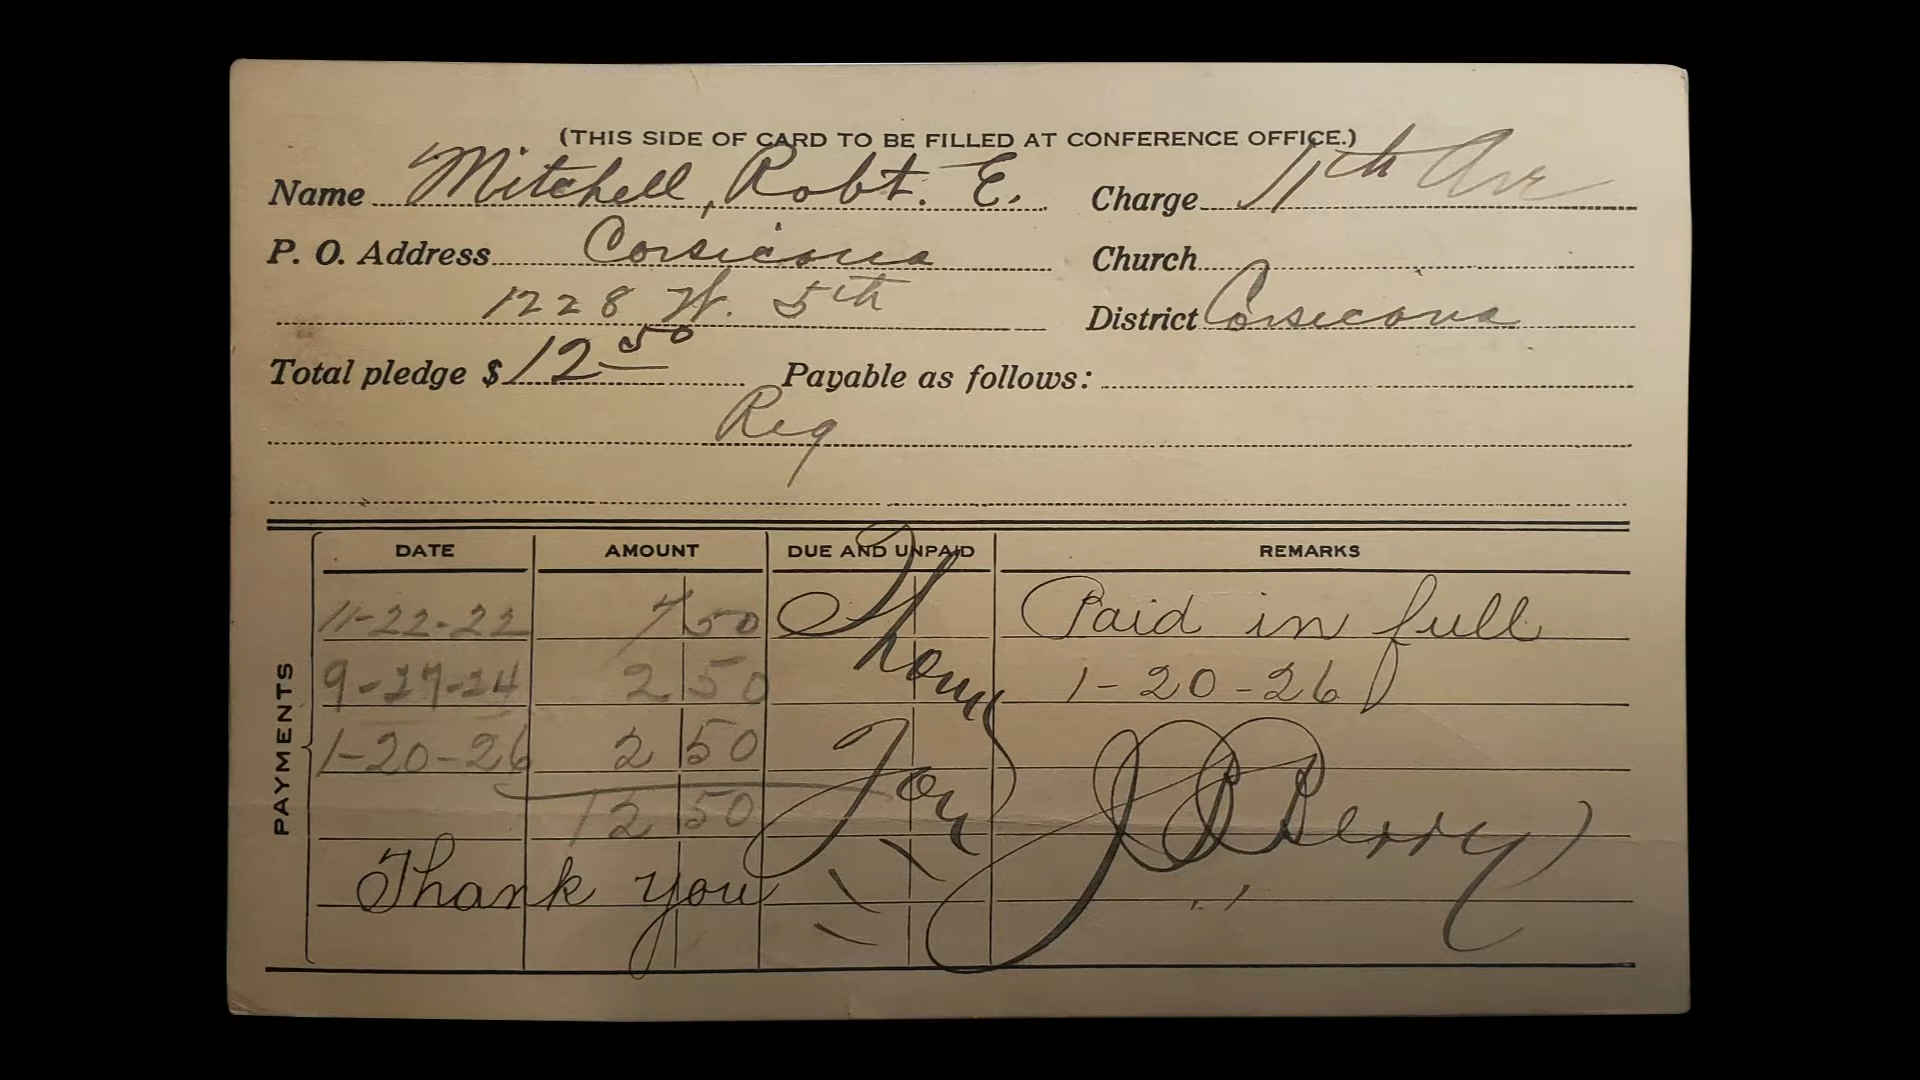 (THIS SIDE OF CARD TO BE FILLED AT CONFERENCE OFFICE.)
Name Mitchell, Robt. E. Charge 11th Ave
P. O. Address Corsicana Church
1228 W. 5th District Corsicana
Total pledge $ 12 50 Payable as follows:
Reg
PAYMENTS
DATE AMOUNT DUE AND UNPAID REMARKS
11-22-22 7 50 Paid in full
9-27-24 2 50 1-20-26
1-20-26 2 50
12 50 J Berry
Thank you